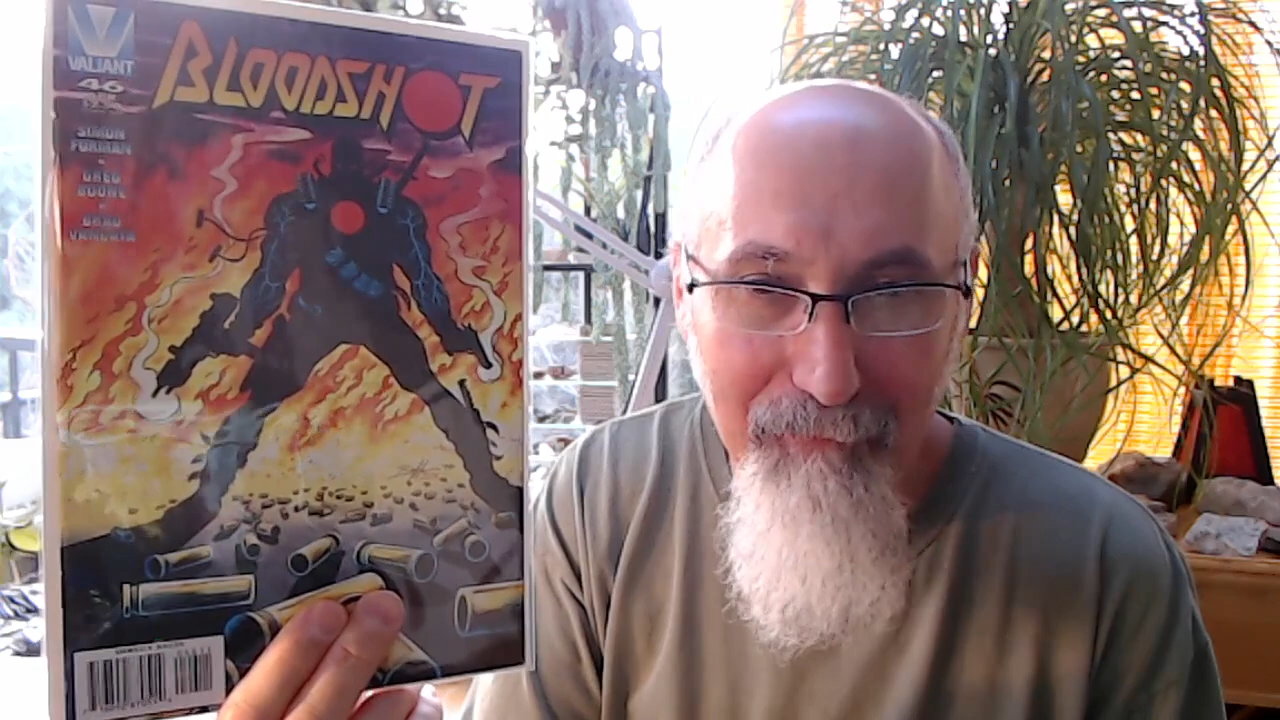 VALIANT
BLOODSHOT
46
SIMON
FURMAN
•
GREG
BOONE
•
BRAD
VANCATA